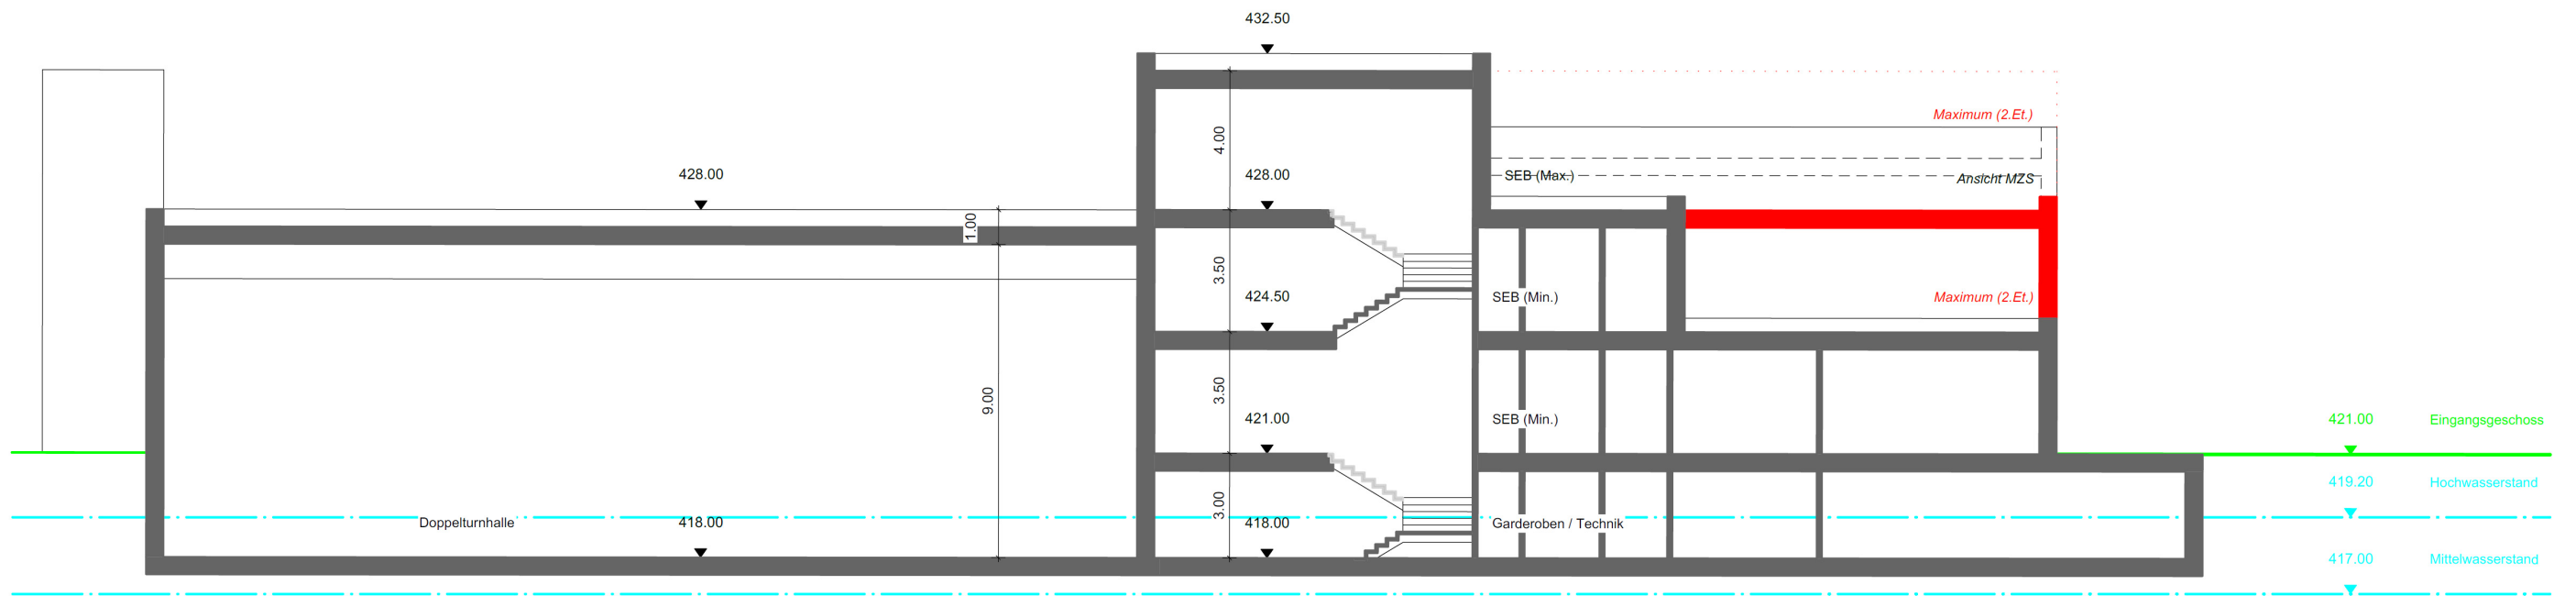 432.50
Maximum (2.Et.)
4.00
428.00
428.00
SEB (Max.)
Ansicht MZS
1.00
3.50
424.50
SEB (Min.)
Maximum (2.Et.)
9.00
3.50
421.00
SEB (Min.)
421.00 Eingangsgeschoss
419.20 Hochwasserstand
3.00
Doppelturnhalle
418.00
418.00
Garderoben / Technik
417.00 Mittelwasserstand